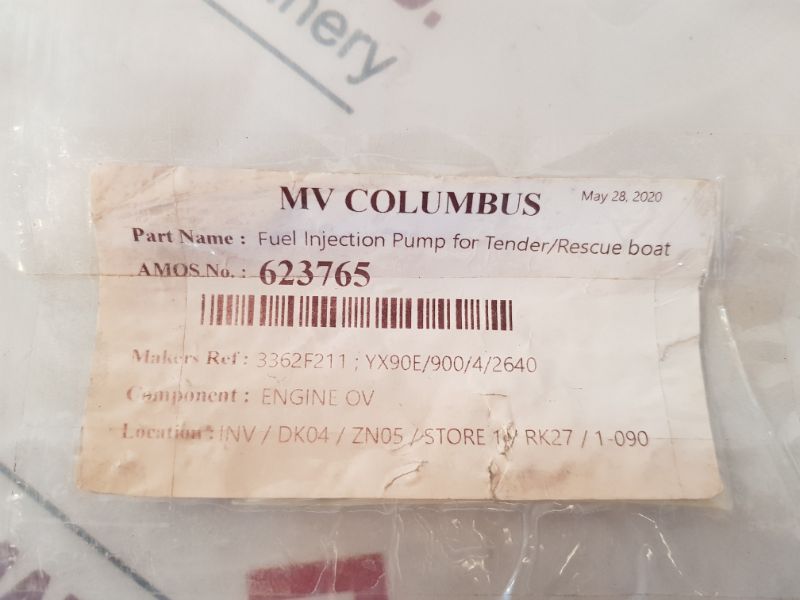 MV COLUMBUS May 28, 2020
Part Name : Fuel Injection Pump for Tender/Rescue boat
AMOS No. : 623765
Makers Ref : 3362F211 ; YX90E/900/4/2640
Component : ENGINE OV
Location : INV / DK04 / ZN05 / STORE 1 / RK27 / 1-090